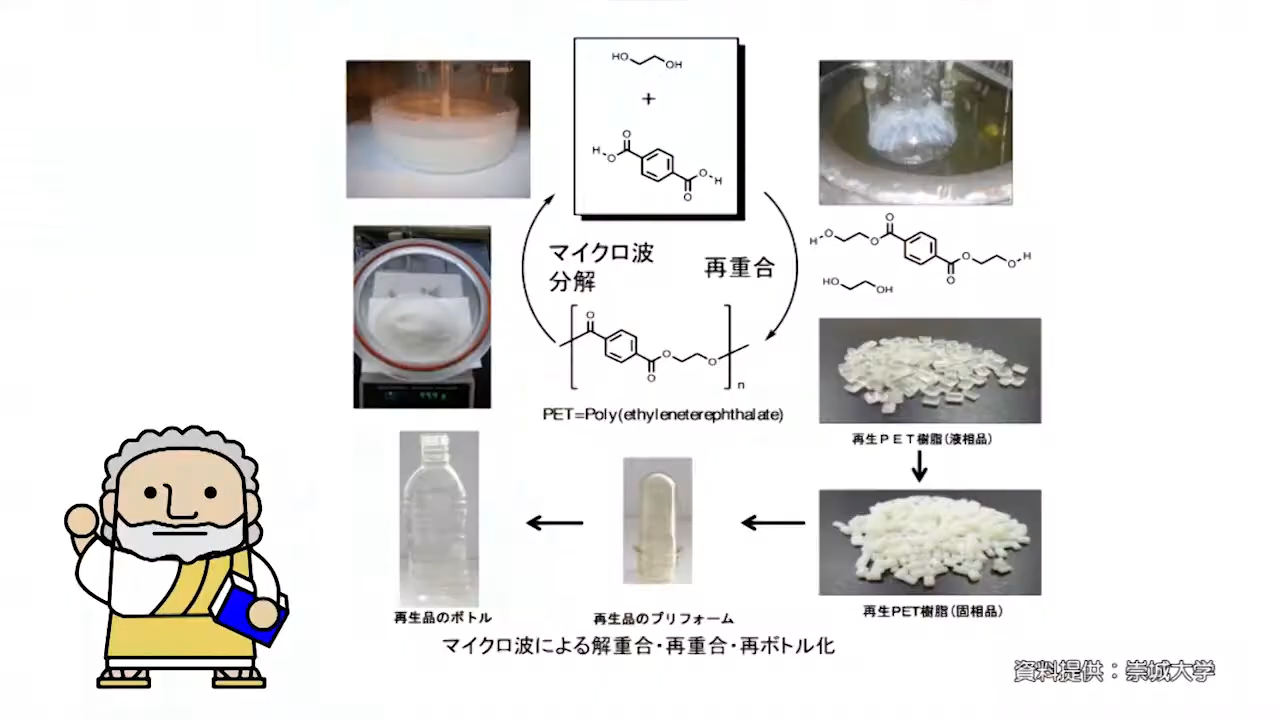 HO
OH
+
H
O
O
O
O
H
マイクロ波
分解
再重合
O
O
O
O
n
PET=Poly(ethyleneterephthalate)
H
O
O
O
O
O
O
H
HO
OH
再生PET樹脂(液相品)
再生PET樹脂(固相品)
再生品のプリフォーム
再生品のボトル
マイクロ波による解重合・再重合・再ボトル化
資料提供:崇城大学